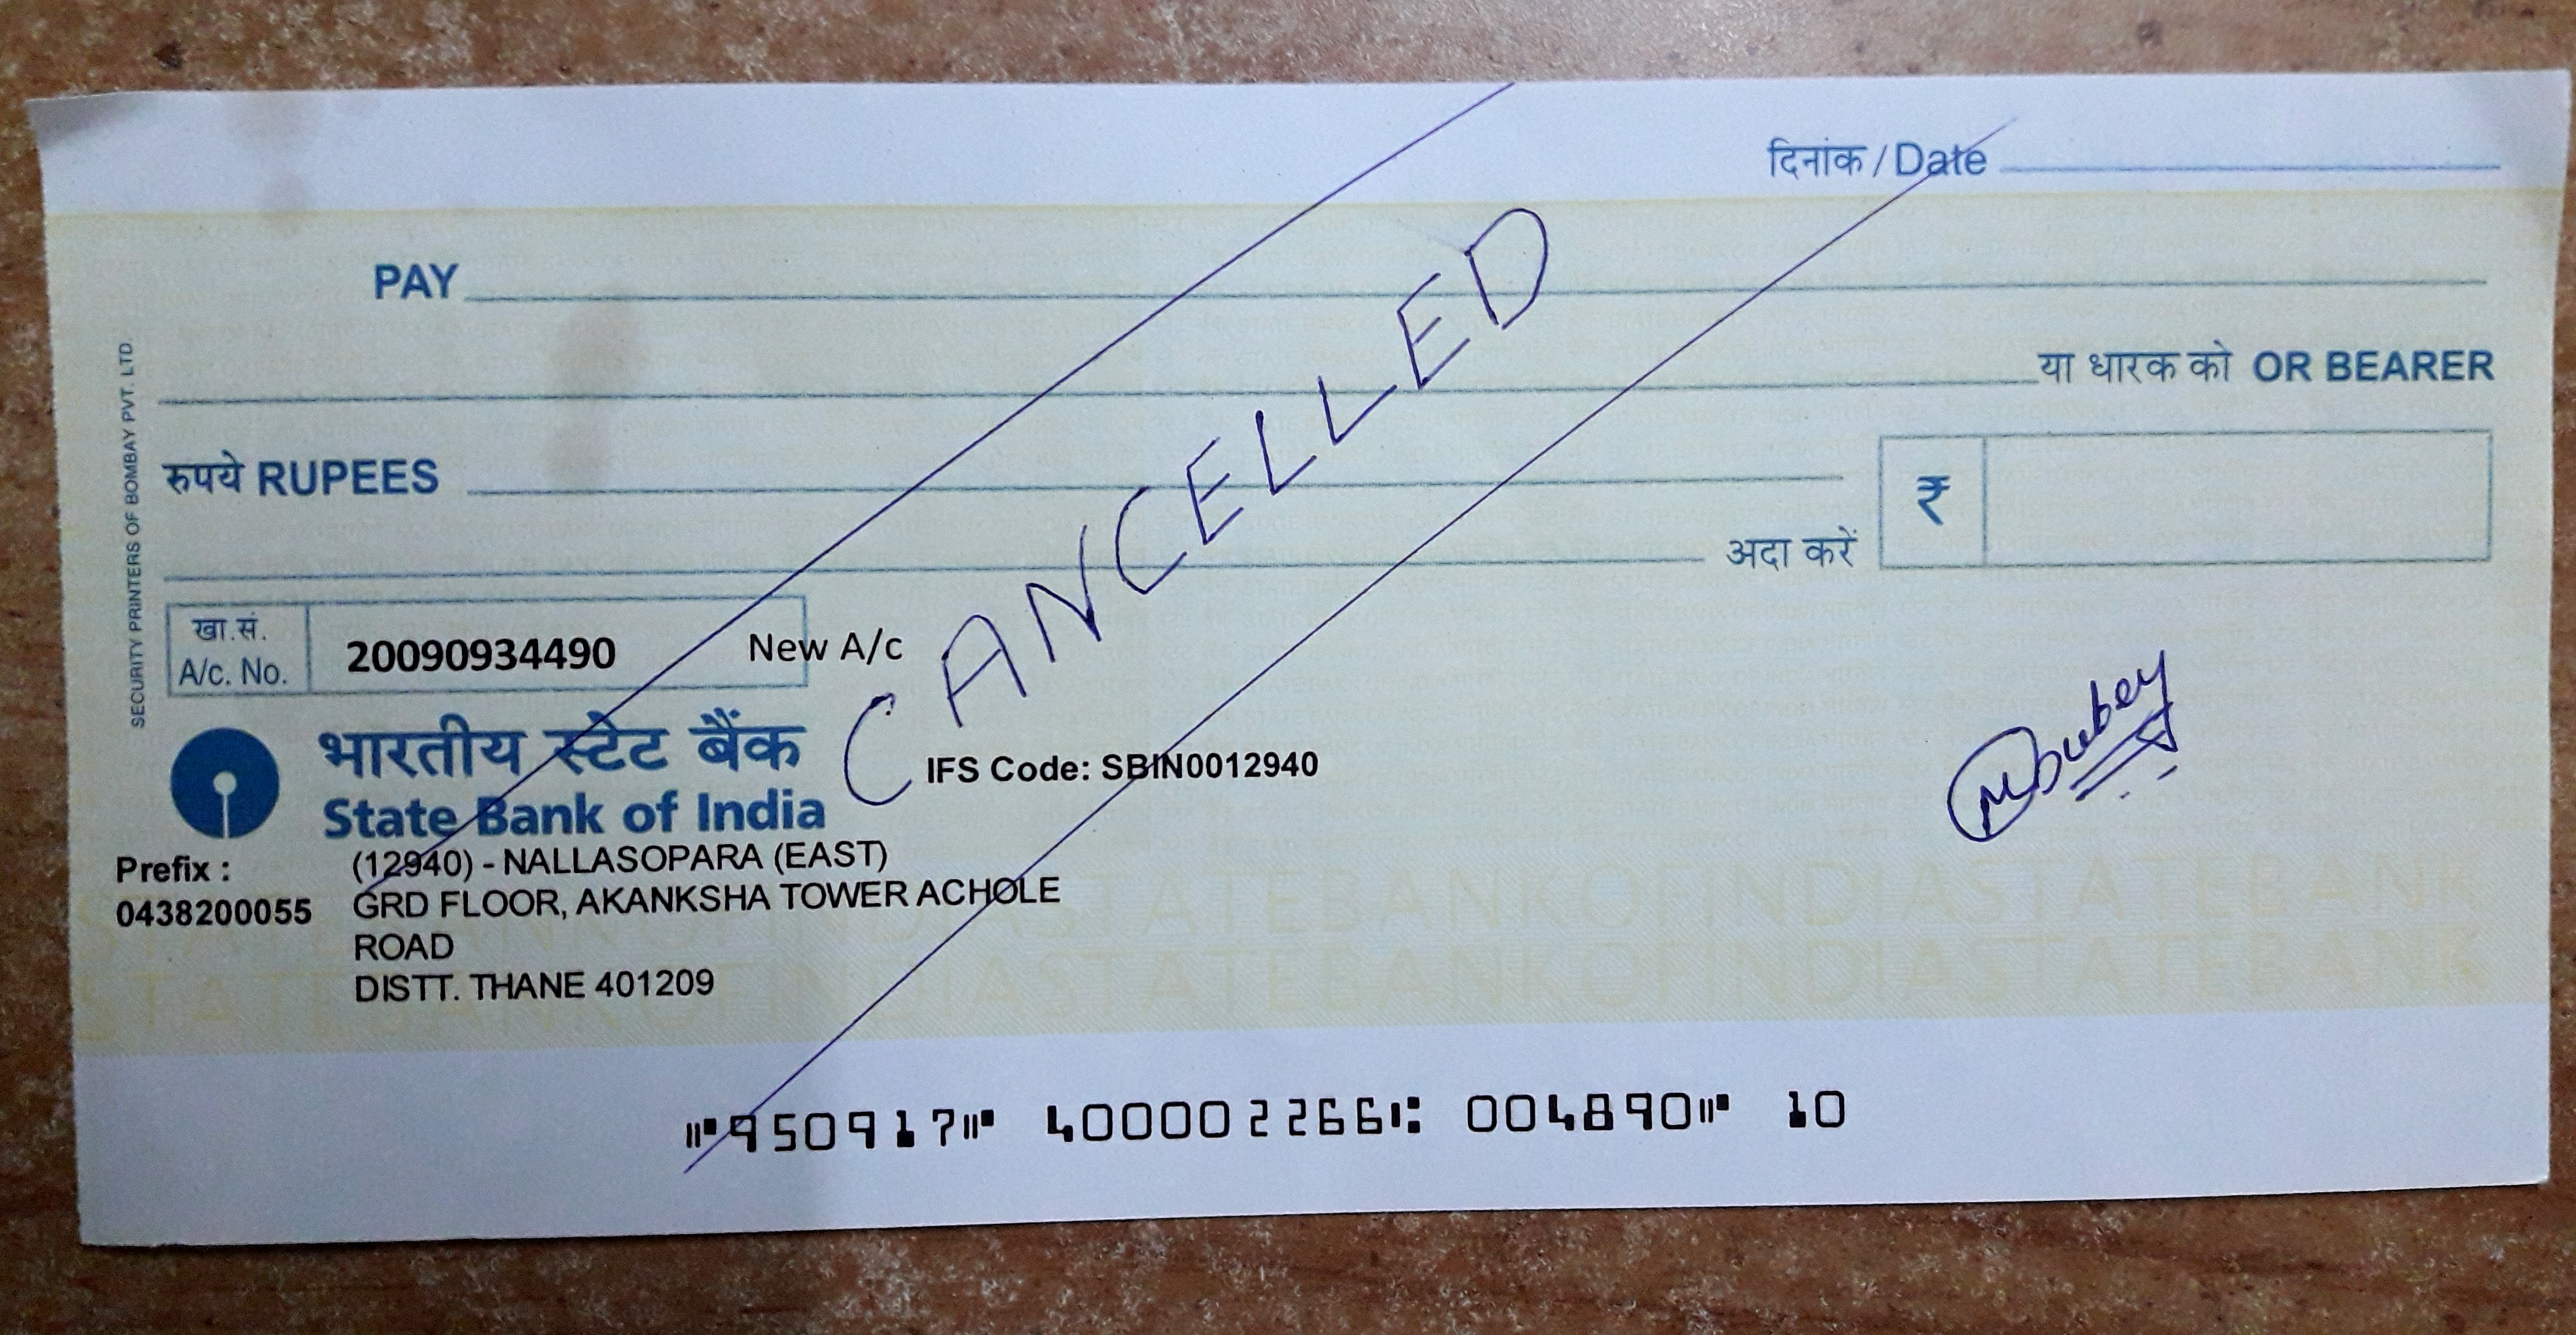 दिनांक / Date
PAY
या धारक को OR BEARER
रुपये RUPEES
₹
अदा करें
खा.सं.
A/c. No.
20090934490
New A/c
CANCELLED
भारतीय स्टेट बैंक
State Bank of India
IFS Code: SBIN0012940
Prefix :
0438200055
(12940) - NALLASOPARA (EAST)
GRD FLOOR, AKANKSHA TOWER ACHOLE
ROAD
DISTT. THANE 401209
SECURITY PRINTERS OF BOMBAY PVT. LTD.
MDubey
STATEBANKOFINDIASTATEBANKOFINDIASTATEBANK
STATEBANKOFINDIASTATEBANKOFINDIASTATEBANK
⑈950917⑈ 400002266⑆ 004890⑈ 10